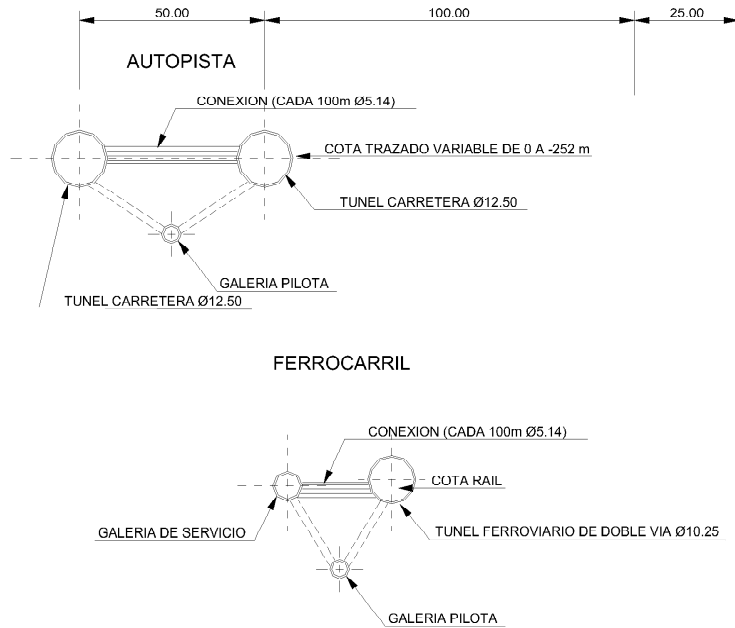 50.00
100.00
25.00
AUTOPISTA
CONEXION (CADA 100m Ø5.14)
COTA TRAZADO VARIABLE DE 0 A -252 m
TUNEL CARRETERA Ø12.50
GALERIA PILOTA
TUNEL CARRETERA Ø12.50
FERROCARRIL
CONEXION (CADA 100m Ø5.14)
COTA RAIL
GALERIA DE SERVICIO
TUNEL FERROVIARIO DE DOBLE VIA Ø10.25
GALERIA PILOTA